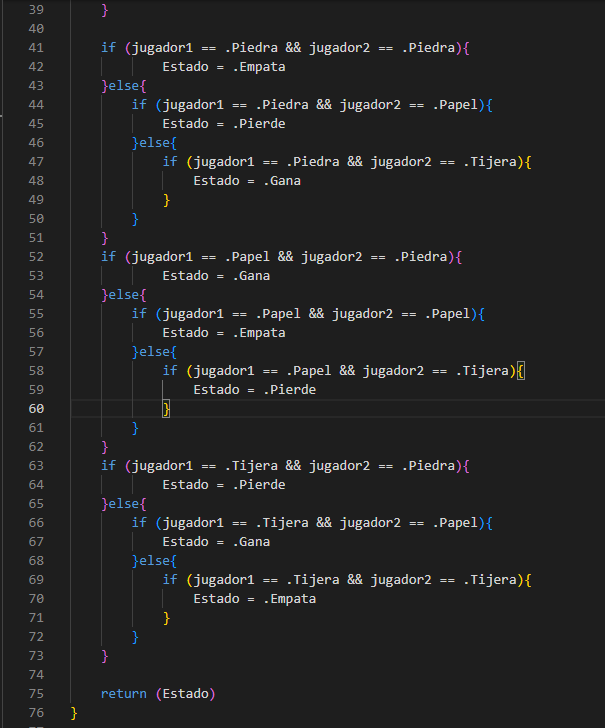 39 }
40
41 if (jugador1 == .Piedra && jugador2 == .Piedra){
42 Estado = .Empata
43 }else{
44 if (jugador1 == .Piedra && jugador2 == .Papel){
45 Estado = .Pierde
46 }else{
47 if (jugador1 == .Piedra && jugador2 == .Tijera){
48 Estado = .Gana
49 }
50 }
51 }
52 if (jugador1 == .Papel && jugador2 == .Piedra){
53 Estado = .Gana
54 }else{
55 if (jugador1 == .Papel && jugador2 == .Papel){
56 Estado = .Empata
57 }else{
58 if (jugador1 == .Papel && jugador2 == .Tijera){
59 Estado = .Pierde
60 }
61 }
62 }
63 if (jugador1 == .Tijera && jugador2 == .Piedra){
64 Estado = .Pierde
65 }else{
66 if (jugador1 == .Tijera && jugador2 == .Papel){
67 Estado = .Gana
68 }else{
69 if (jugador1 == .Tijera && jugador2 == .Tijera){
70 Estado = .Empata
71 }
72 }
73 }
74
75 return (Estado)
76 }